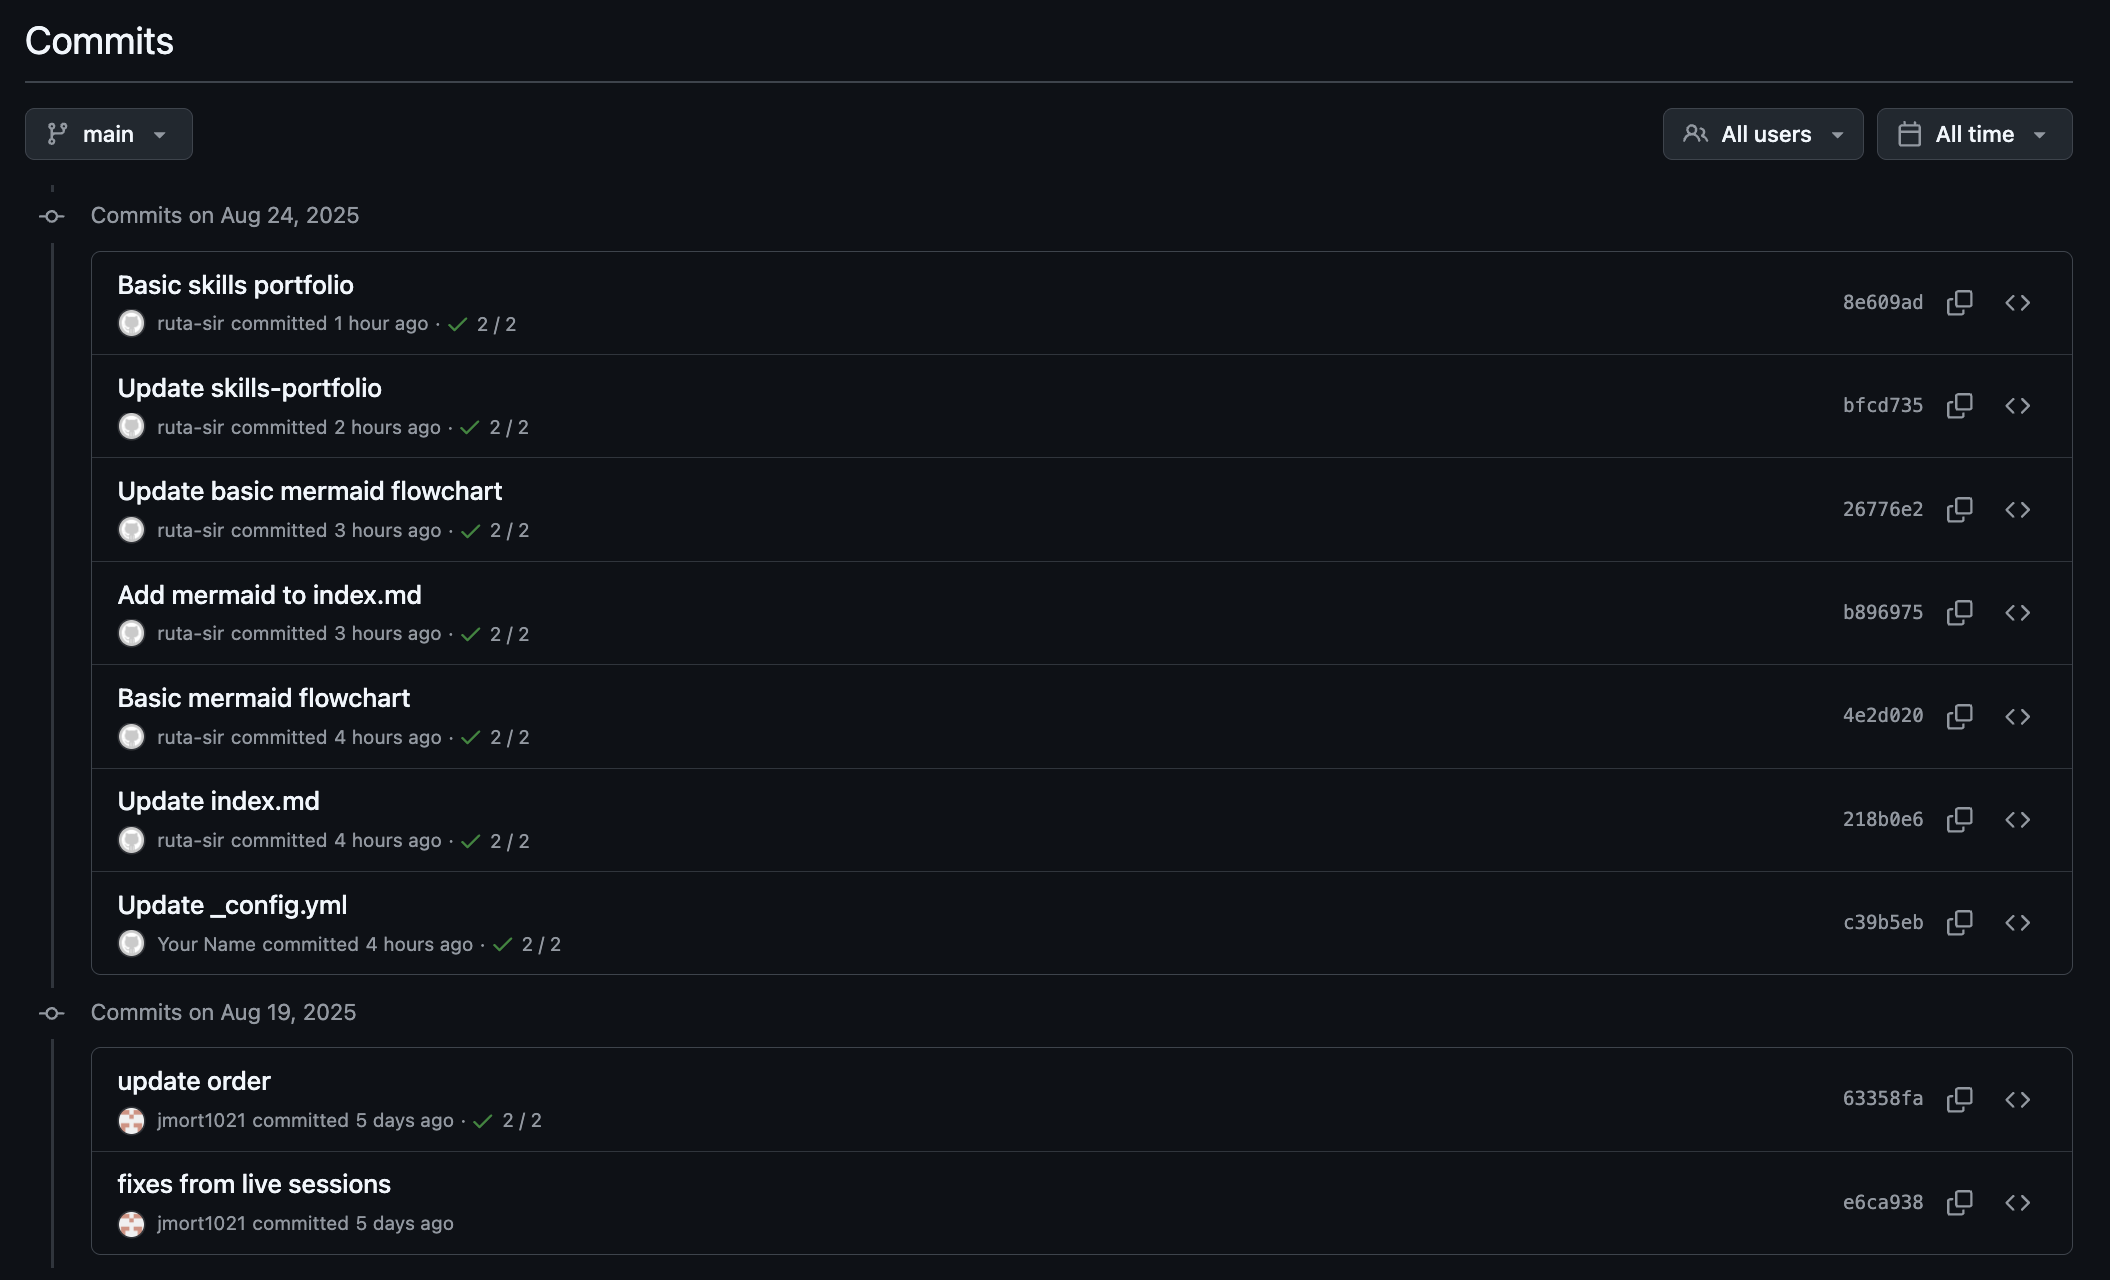 Commits
main
All users
All time
Commits on Aug 24, 2025
Basic skills portfolio
ruta-sir committed 1 hour ago · 2 / 2
8e609ad
Update skills-portfolio
ruta-sir committed 2 hours ago · 2 / 2
bfcd735
Update basic mermaid flowchart
ruta-sir committed 3 hours ago · 2 / 2
26776e2
Add mermaid to index.md
ruta-sir committed 3 hours ago · 2 / 2
b896975
Basic mermaid flowchart
ruta-sir committed 4 hours ago · 2 / 2
4e2d020
Update index.md
ruta-sir committed 4 hours ago · 2 / 2
218b0e6
Update _config.yml
Your Name committed 4 hours ago · 2 / 2
c39b5eb
Commits on Aug 19, 2025
update order
jmort1021 committed 5 days ago · 2 / 2
63358fa
fixes from live sessions
jmort1021 committed 5 days ago
e6ca938